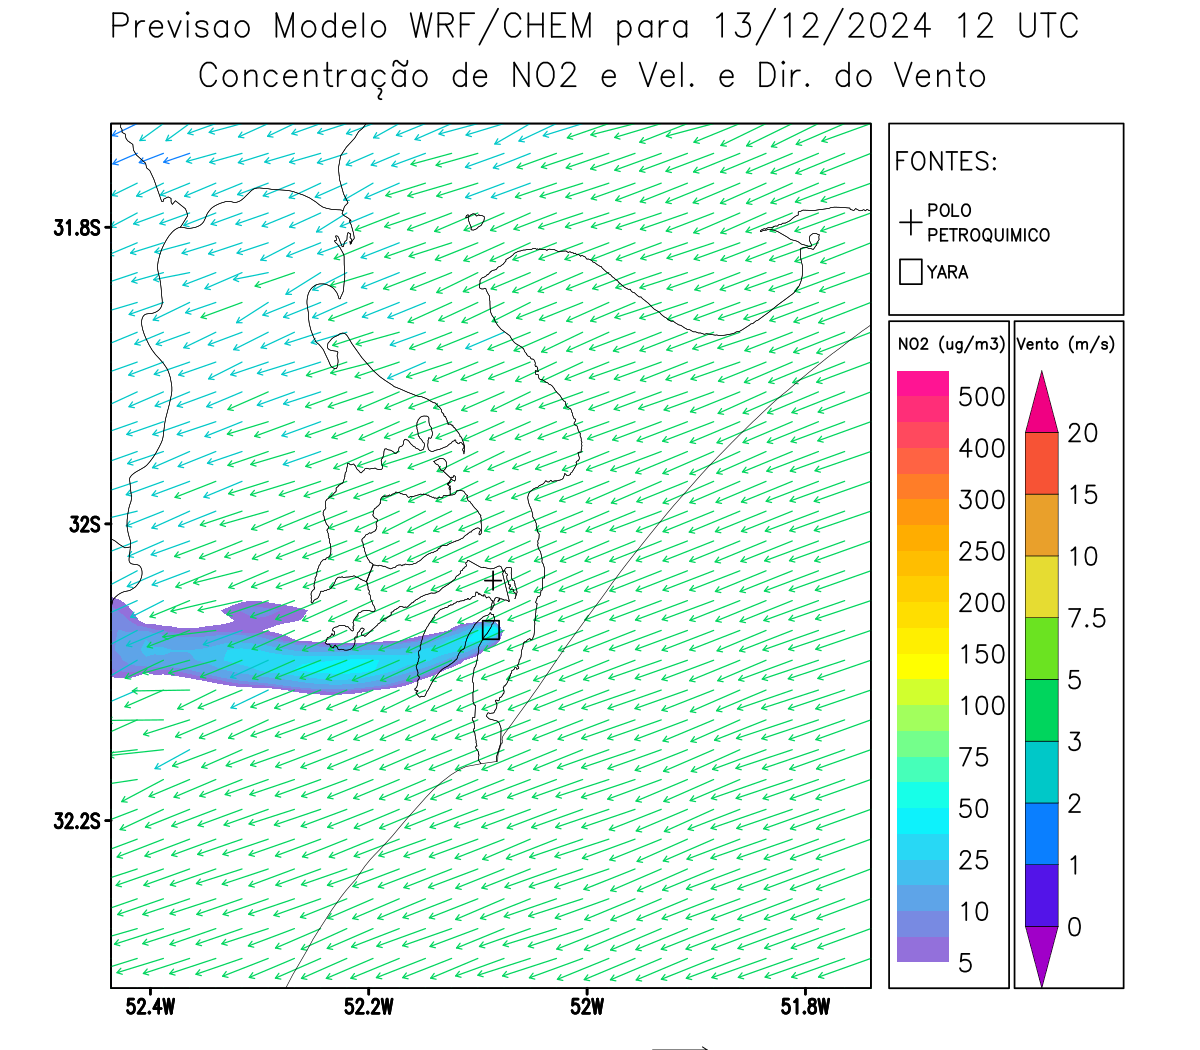 Previsao Modelo WRF/CHEM para 13/12/2024 12 UTC
Concentração de NO2 e Vel. e Dir. do Vento
FONTES:
POLO
PETROQUIMICO
YARA
NO2 (ug/m3)
500
400
300
250
200
150
100
75
50
25
10
5
Vento (m/s)
20
15
10
7.5
5
3
2
1
0
31.8S
32S
32.2S
52.4W
52.2W
52W
51.8W